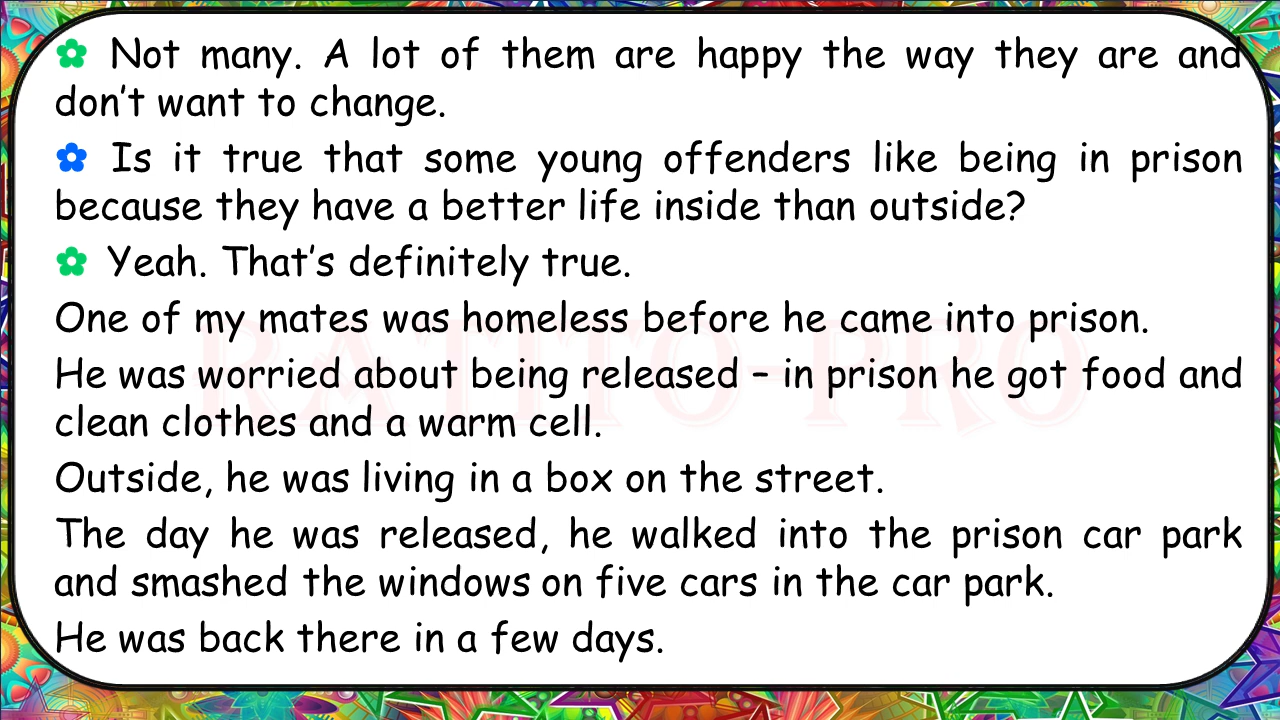 ✿ Not many. A lot of them are happy the way they are and
don't want to change.
✿ Is it true that some young offenders like being in prison
because they have a better life inside than outside?
✿ Yeah. That's definitely true.
One of my mates was homeless before he came into prison.
He was worried about being released – in prison he got food and
clean clothes and a warm cell.
Outside, he was living in a box on the street.
The day he was released, he walked into the prison car park
and smashed the windows on five cars in the car park.
He was back there in a few days.